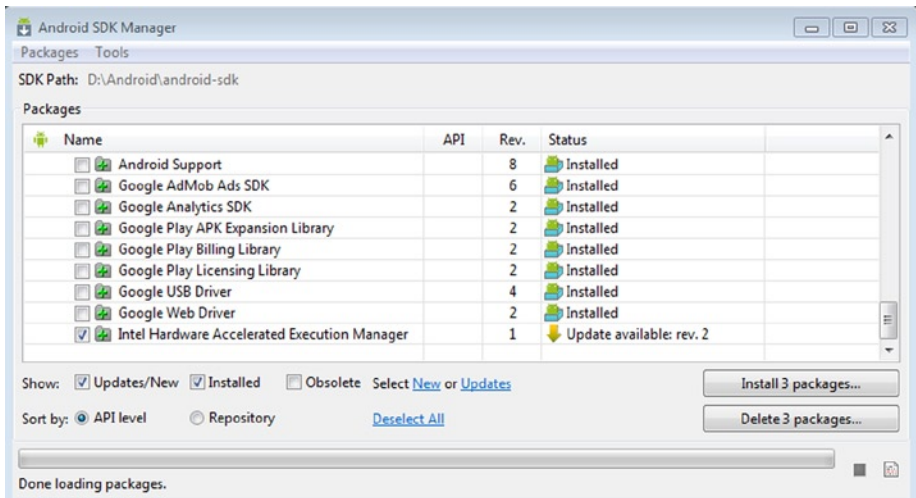 Android SDK Manager
Packages Tools
SDK Path: D:\Android\android-sdk
Packages
Name API Rev. Status
Android Support 8 Installed
Google AdMob Ads SDK 6 Installed
Google Analytics SDK 2 Installed
Google Play APK Expansion Library 2 Installed
Google Play Billing Library 2 Installed
Google Play Licensing Library 2 Installed
Google USB Driver 4 Installed
Google Web Driver 2 Installed
Intel Hardware Accelerated Execution Manager 1 Update available: rev. 2
Show: Updates/New Installed Obsolete Select New or Updates Install 3 packages...
Sort by: API level Repository Deselect All Delete 3 packages...
Done loading packages.